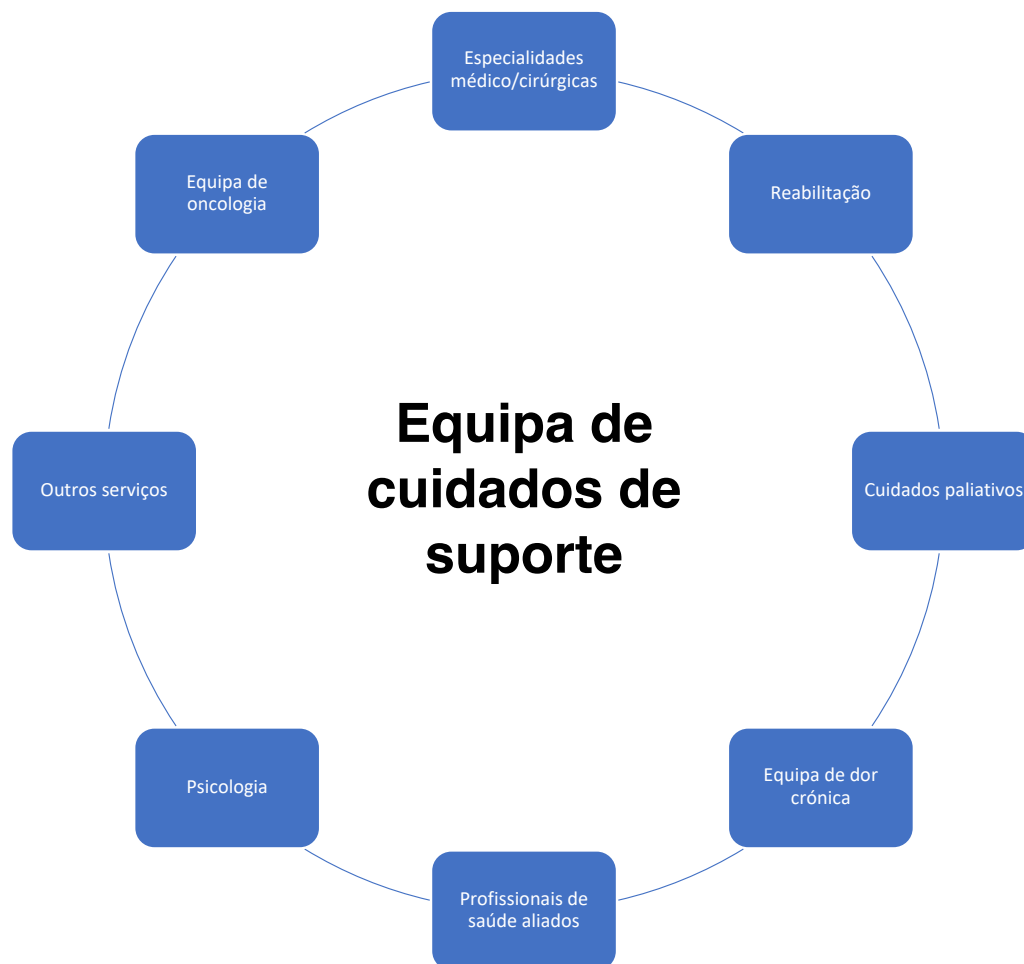 Especialidades
médico/cirúrgicas
Equipa de
oncologia
Reabilitação
Equipa de
cuidados de
suporte
Outros serviços
Cuidados paliativos
Psicologia
Equipa de dor
crónica
Profissionais de
saúde aliados